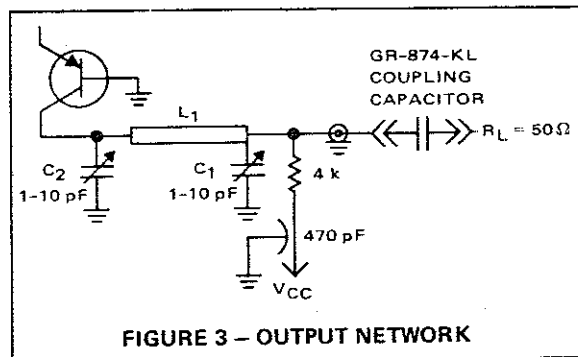 GR-874-KL
COUPLING
CAPACITOR
L1
RL = 50Ω
C2
1-10 pF
C1
1-10 pF
4 k
470 pF
VCC
FIGURE 3 – OUTPUT NETWORK